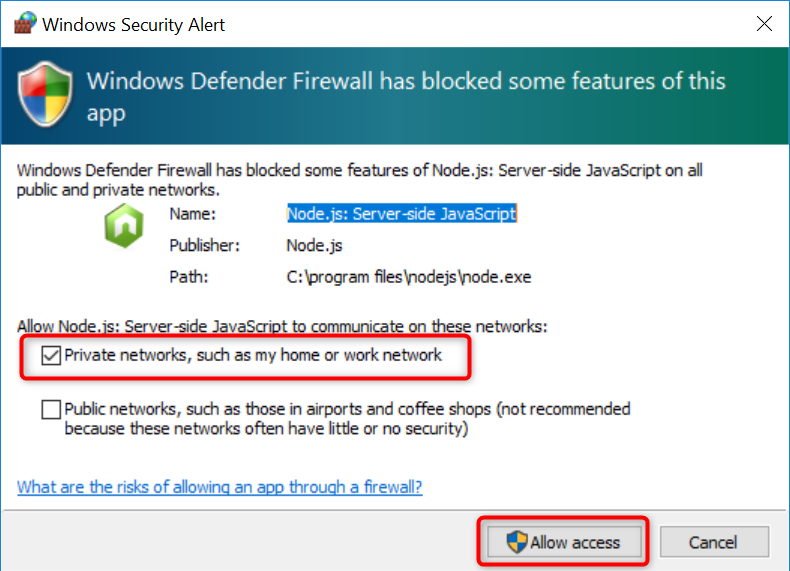 Windows Security Alert
Windows Defender Firewall has blocked some features of this
app
Windows Defender Firewall has blocked some features of Node.js: Server-side JavaScript on all
public and private networks.
Name: Node.js: Server-side JavaScript
Publisher: Node.js
Path: C:\program files\nodejs\node.exe
Allow Node.js: Server-side JavaScript to communicate on these networks:
Private networks, such as my home or work network
Public networks, such as those in airports and coffee shops (not recommended
because these networks often have little or no security)
What are the risks of allowing an app through a firewall?
Allow access Cancel